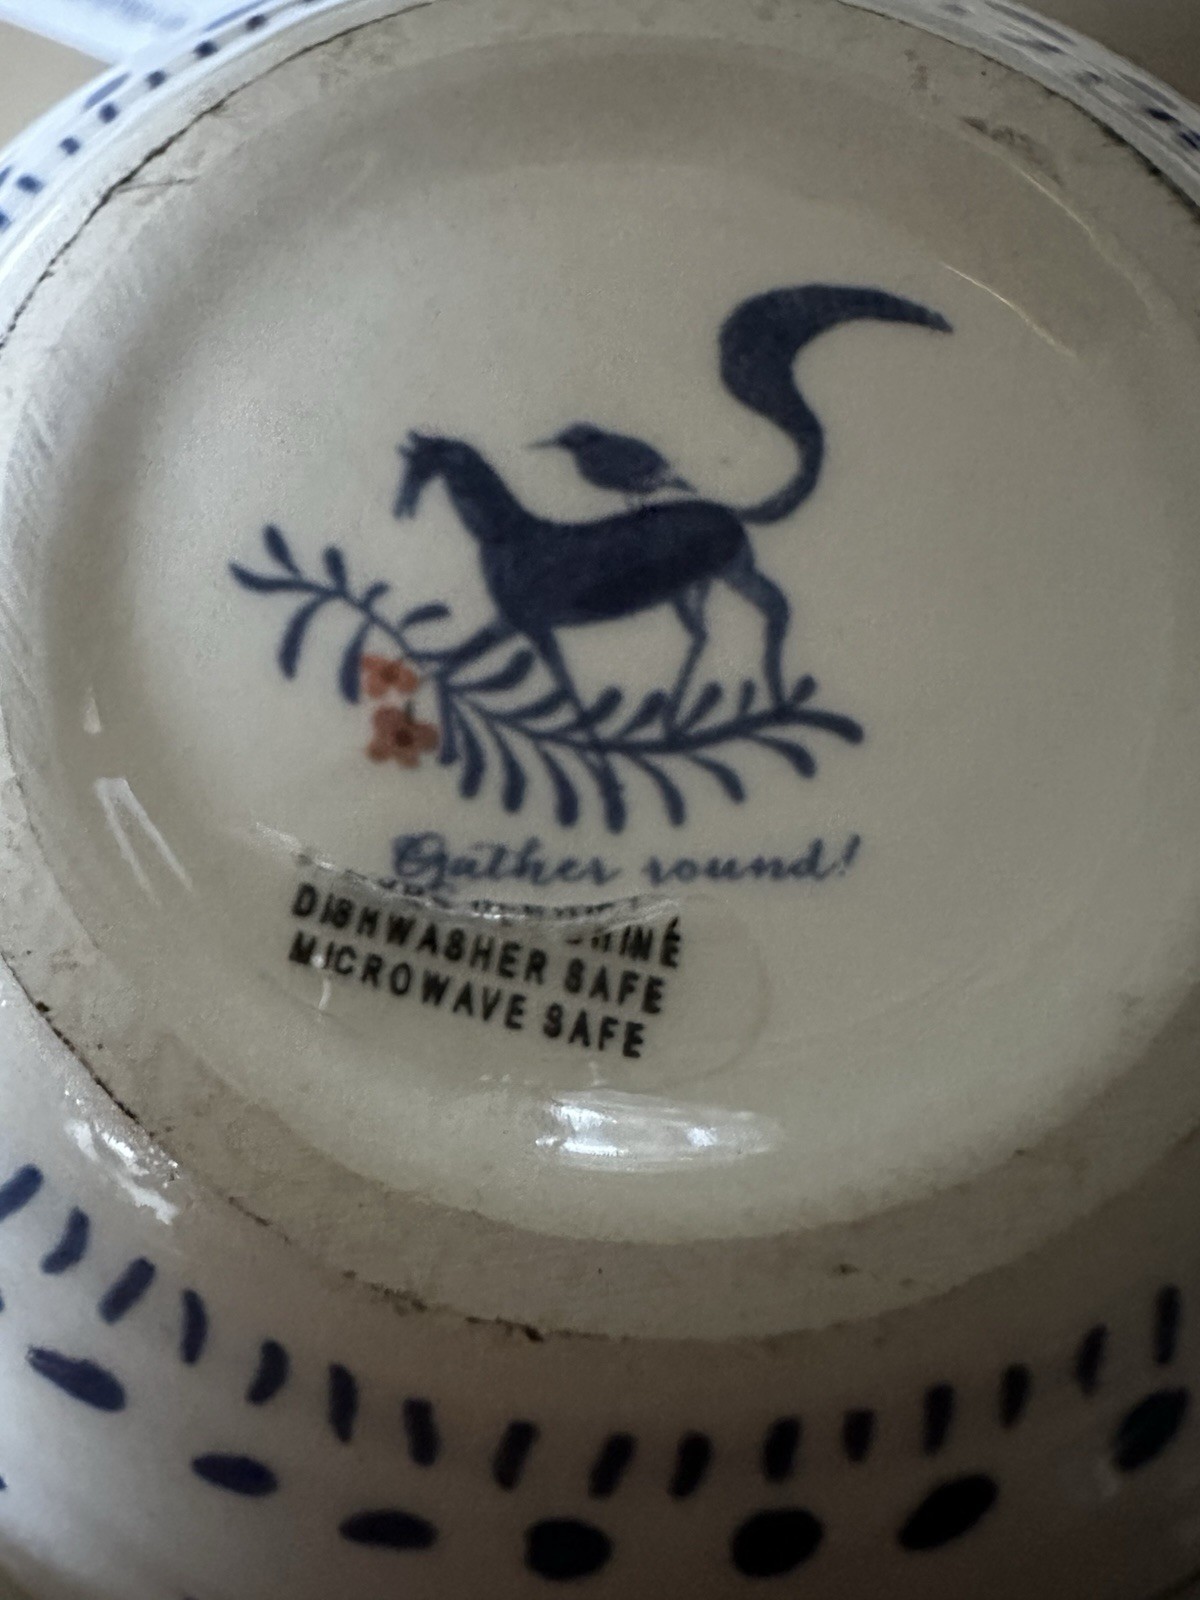 Gather round!
DISHWASHER SAFE
MICROWAVE SAFE